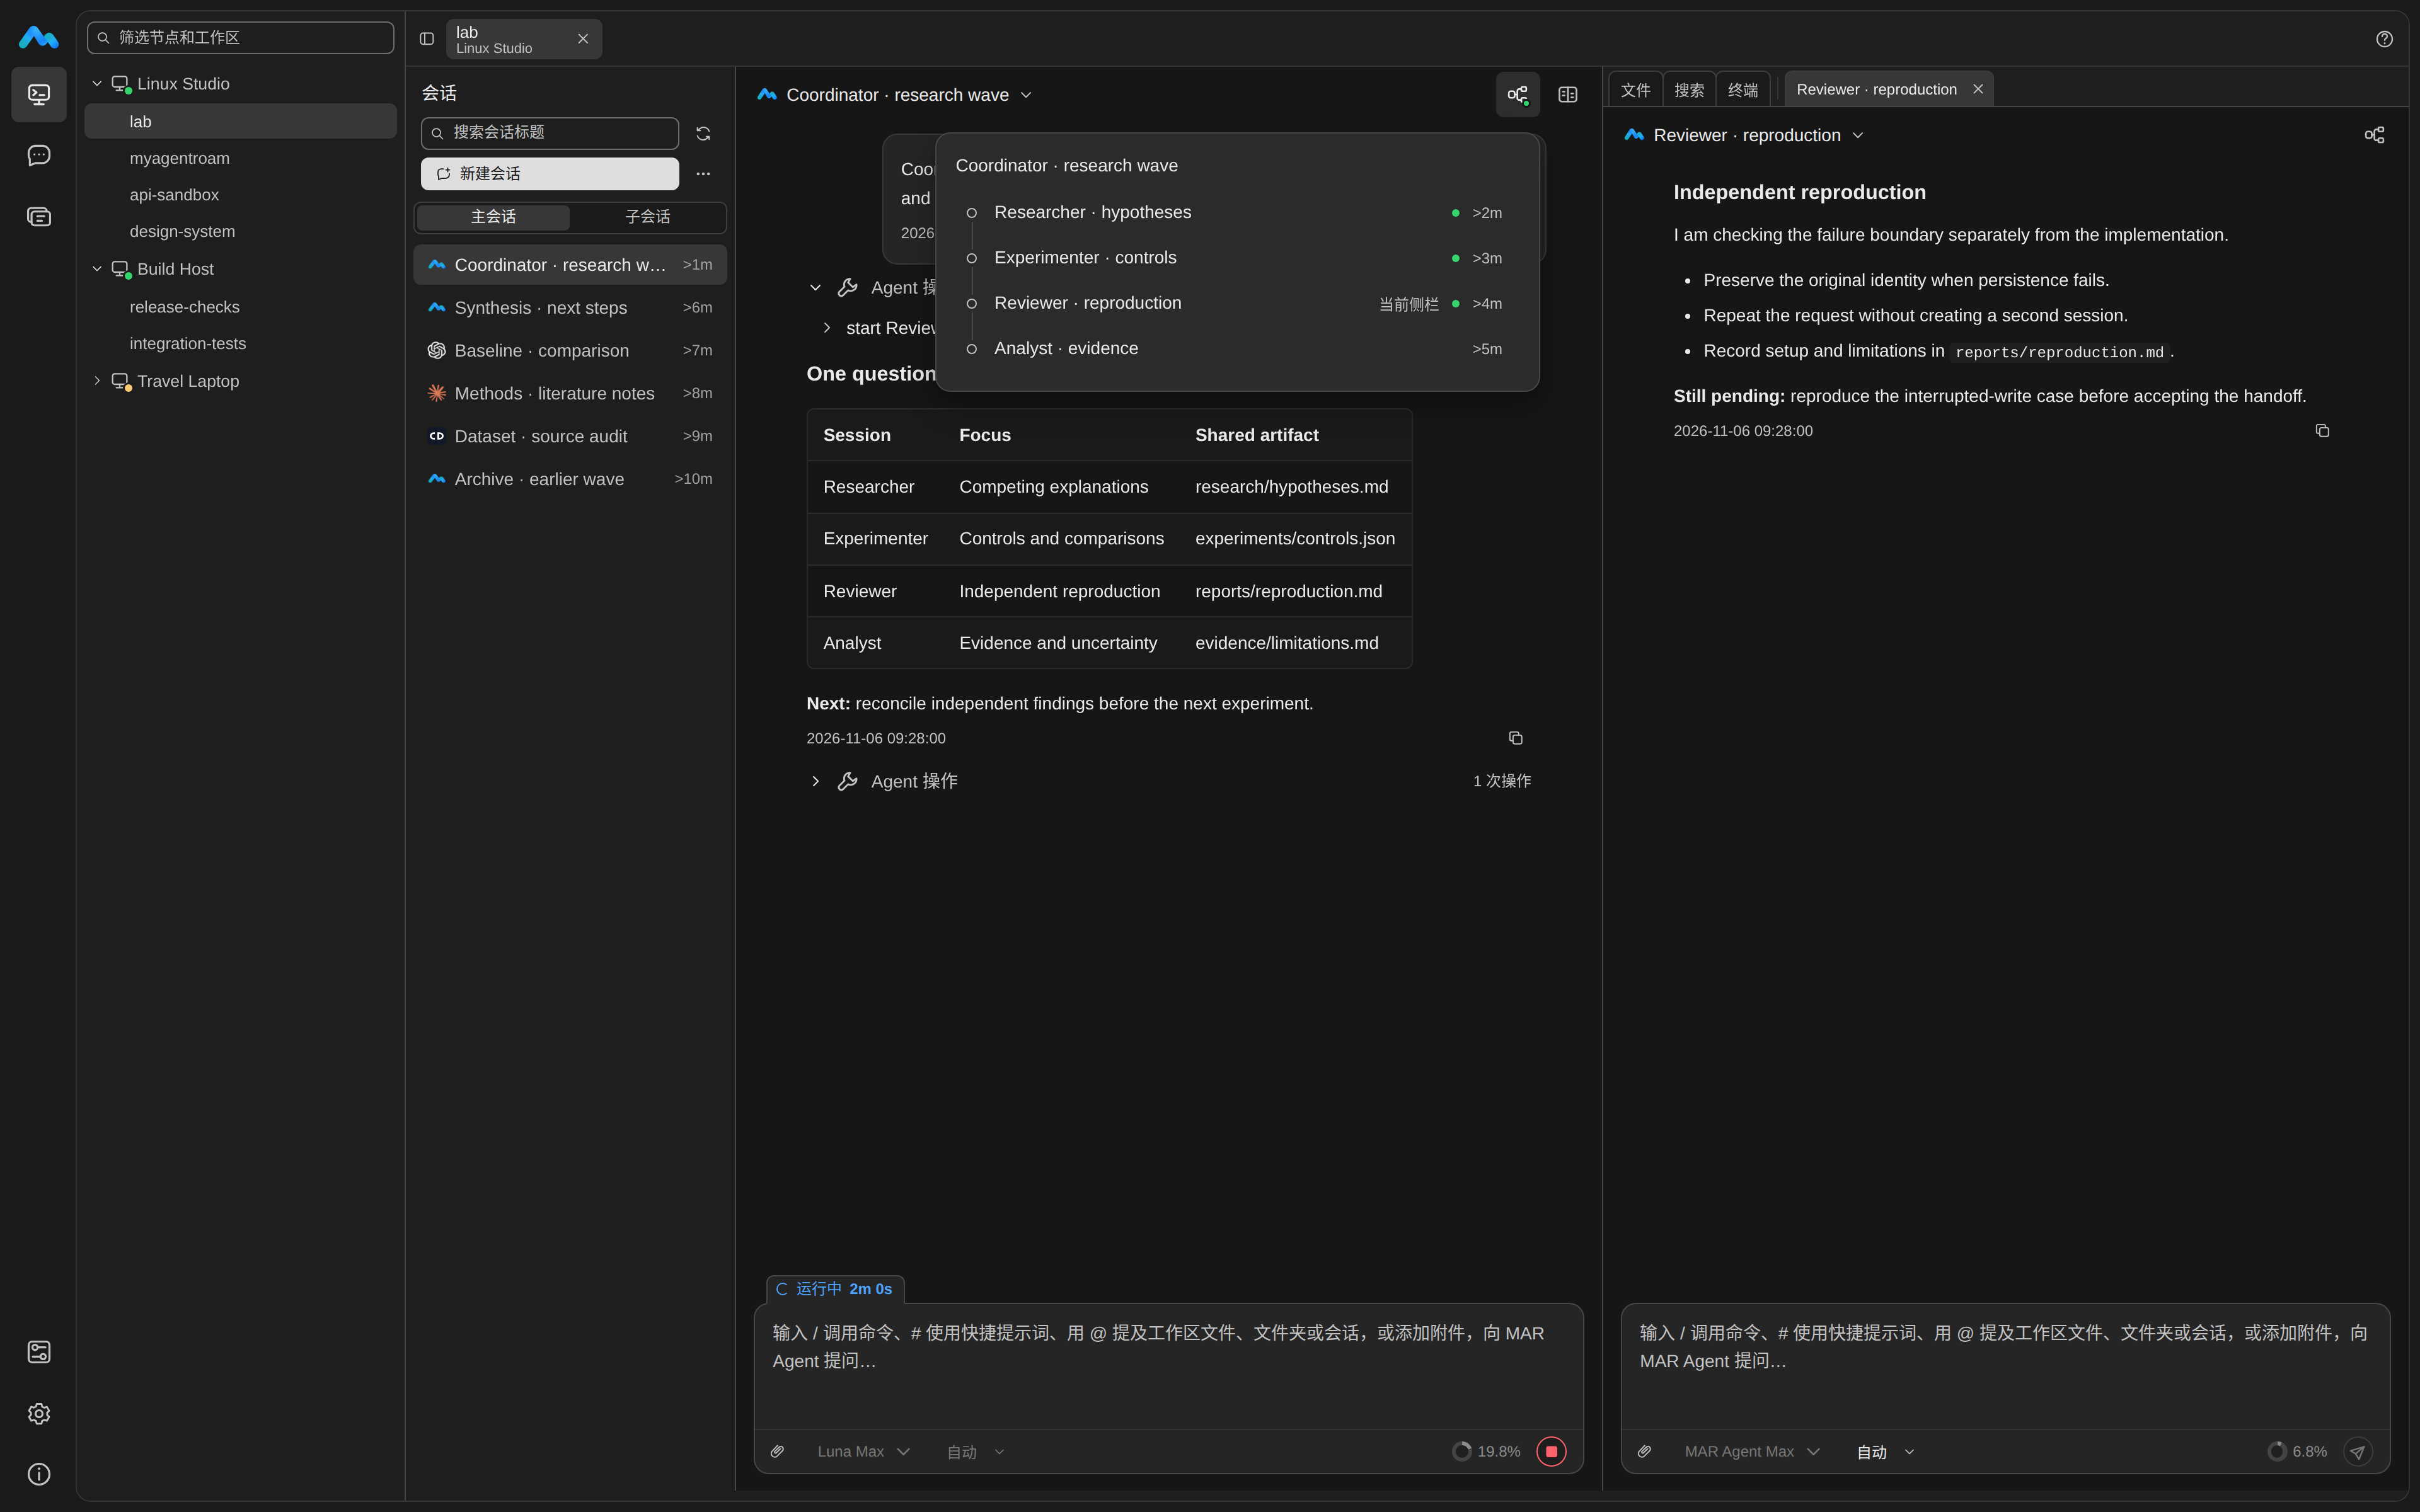 筛选节点和工作区
Linux Studio
lab
myagentroam
api-sandbox
design-system
Build Host
release-checks
integration-tests
Travel Laptop
lab
Linux Studio
会话
搜索会话标题
新建会话
主会话 子会话
Coordinator · research w… >1m
Synthesis · next steps >6m
Baseline · comparison >7m
Methods · literature notes >8m
Dataset · source audit >9m
Archive · earlier wave >10m
Coordinator · research wave
Coor
and
2026
Coordinator · research wave
Researcher · hypotheses >2m
Experimenter · controls >3m
Reviewer · reproduction 当前侧栏 >4m
Analyst · evidence >5m
Agent 操
start Review
One question
Session Focus Shared artifact
Researcher Competing explanations research/hypotheses.md
Experimenter Controls and comparisons experiments/controls.json
Reviewer Independent reproduction reports/reproduction.md
Analyst Evidence and uncertainty evidence/limitations.md
Next: reconcile independent findings before the next experiment.
2026-11-06 09:28:00
Agent 操作 1 次操作
运行中 2m 0s
输入 / 调用命令、# 使用快捷提示词、用 @ 提及工作区文件、文件夹或会话，或添加附件，向 MAR
Agent 提问…
Luna Max 自动 19.8%
文件 搜索 终端 Reviewer · reproduction
Reviewer · reproduction
Independent reproduction
I am checking the failure boundary separately from the implementation.
• Preserve the original identity when persistence fails.
• Repeat the request without creating a second session.
• Record setup and limitations in reports/reproduction.md.
Still pending: reproduce the interrupted-write case before accepting the handoff.
2026-11-06 09:28:00
输入 / 调用命令、# 使用快捷提示词、用 @ 提及工作区文件、文件夹或会话，或添加附件，向
MAR Agent 提问…
MAR Agent Max 自动 6.8%